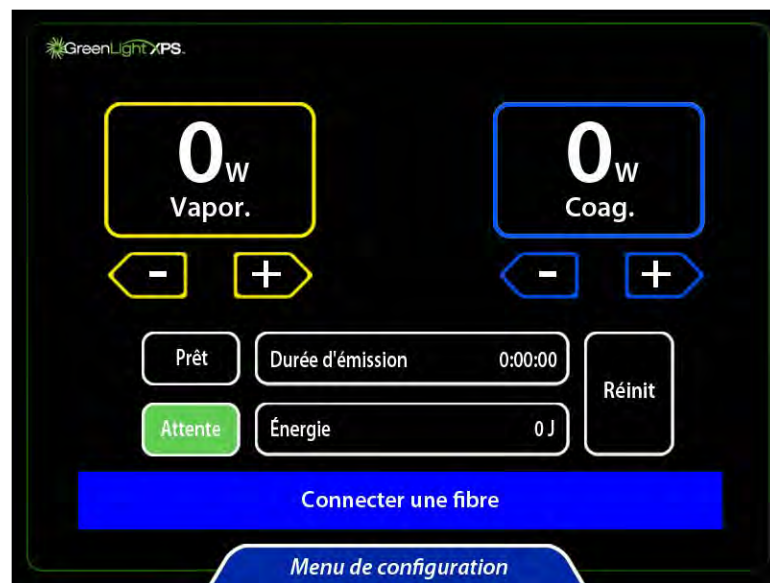 GreenLight XPS
0W
Vapor.
0W
Coag.
- +
- +
Prêt
Durée d'émission 0:00:00
Réinit
Attente
Énergie 0 J
Connecter une fibre
Menu de configuration